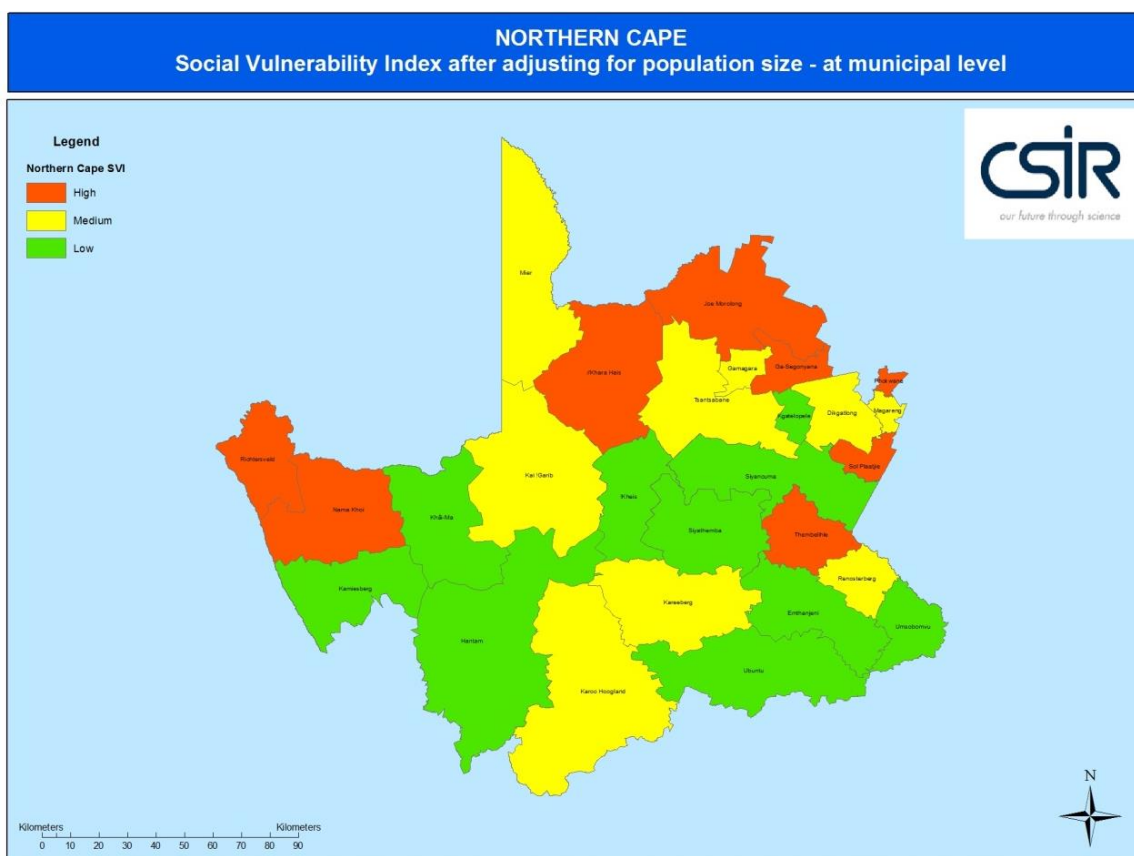 NORTHERN CAPE
Social Vulnerability Index after adjusting for population size - at municipal level
Legend
Northern Cape SVI
High
Medium
Low
CSIR
our future through science
Mier
Joe Morolong
//Khara Hais
Gamagara
Ga-Segonyana
Tsantsabane
Kgatelopele
Dikgatlong
Magareng
Sol Plaatjie
Richtersveld
Nama Khoi
Khâi-Ma
Kai !Garib
!Kheis
Siyancuma
Siyathemba
Thembelihle
Renosterberg
Kamiesberg
Kareeberg
Emthanjeni
Umsobomvu
Hantam
Ubuntu
Karoo Hoogland
N
Kilometers Kilometers
0 5 10 20 30 40 50 60 70 80 90